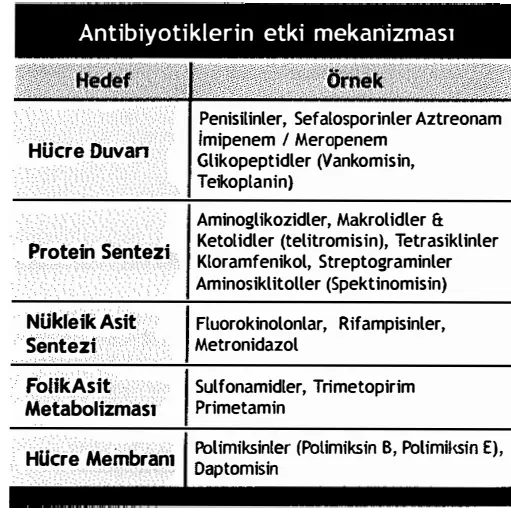 Antibiyotiklerin etki mekanizması
Hedef
Örnek
Hücre Duvarı
Penisilinler, Sefalosporinler Aztreonam
İmipenem / Meropenem
Glikopeptidler (Vankomisin,
Teikoplanin)
Protein Sentezi
Aminoglikozidler, Makrolidler &
Ketolidler (telitromisin), Tetrasiklinler
Kloramfenikol, Streptograminler
Aminosiklitoller (Spektinomisin)
Nükleik Asit
Sentezi
Fluorokinolonlar, Rifampisinler,
Metronidazol
Folik Asit
Metabolizması
Sulfonamidler, Trimetopirim
Primetamin
Hücre Membranı
Polimiksinler (Polimiksin B, Polimiksin E),
Daptomisin